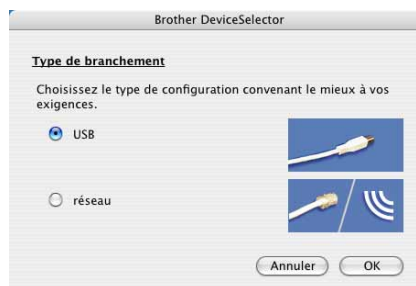 Brother DeviceSelector
Type de branchement
Choisissez le type de configuration convenant le mieux à vos
exigences.
USB
réseau
Annuler
OK